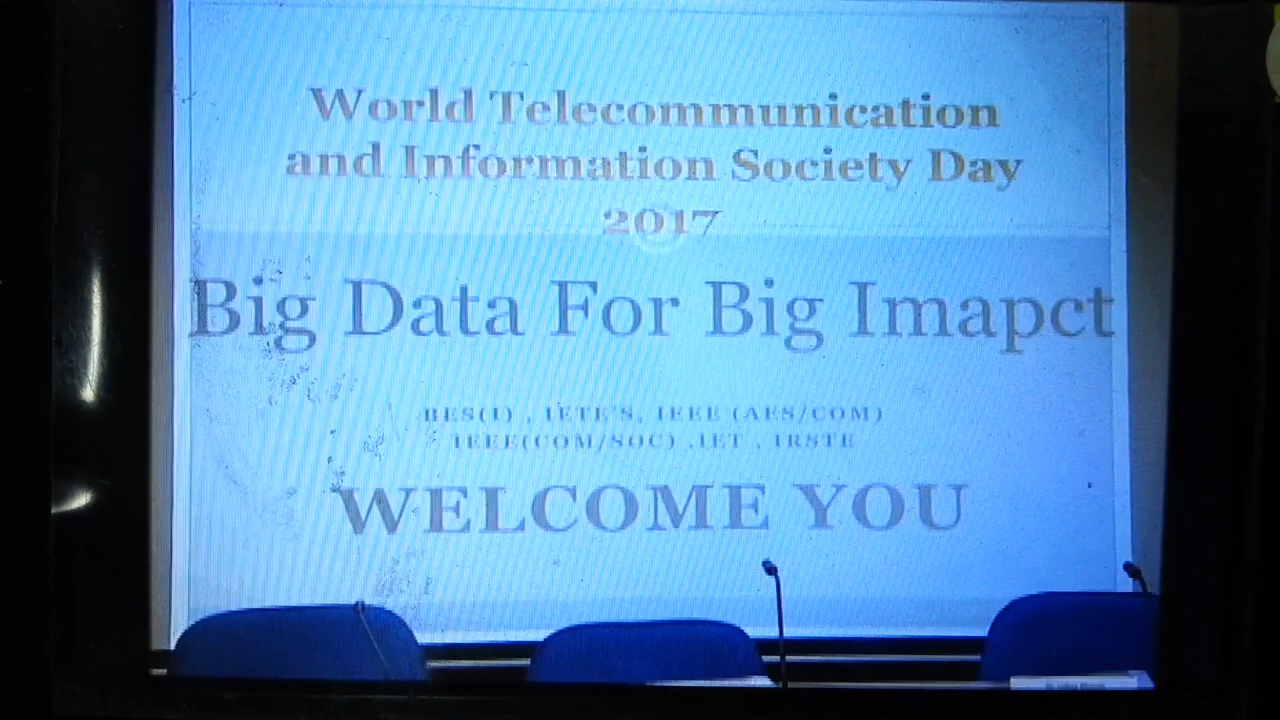 World Telecommunication
and Information Society Day
2017
Big Data For Big Imapct
BES(I) , IETE'S, IEEE (AES/COM)
IEEE(COM/SOC) ,IET , IRSTE
WELCOME YOU